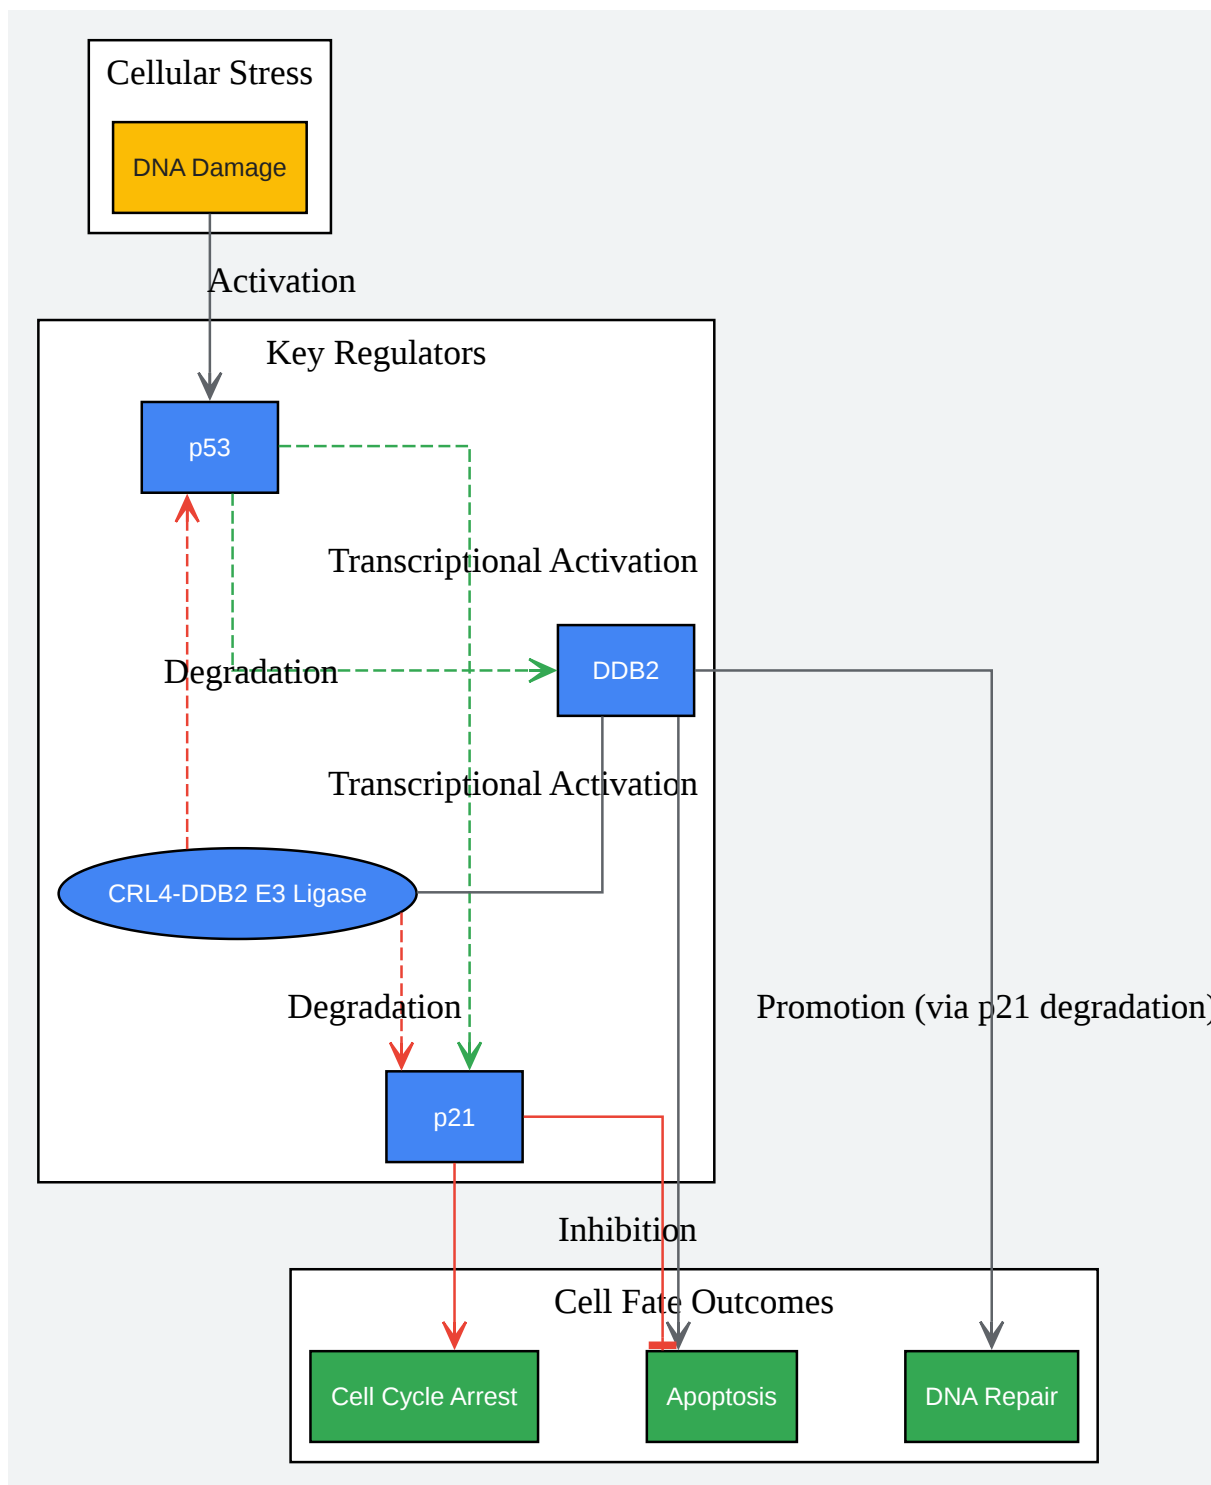 Cellular Stress
DNA Damage
Activation
Key Regulators
p53
Transcriptional Activation
Degradation
DDB2
Transcriptional Activation
CRL4-DDB2 E3 Ligase
Degradation
Promotion (via p21 degradation)
p21
Inhibition
Cell Fate Outcomes
Cell Cycle Arrest
Apoptosis
DNA Repair